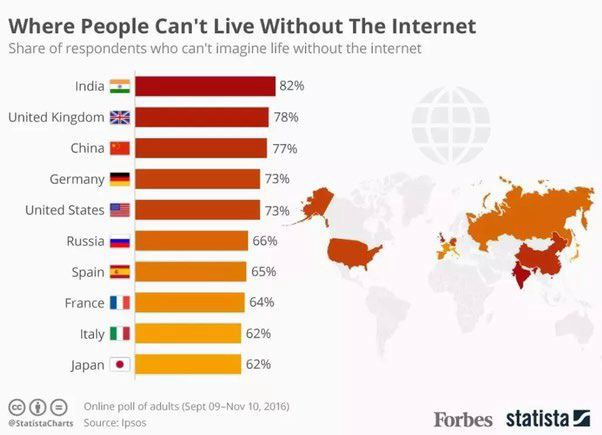 Where People Can't Live Without The Internet
Share of respondents who can't imagine life without the internet
India 82%
United Kingdom 78%
China 77%
Germany 73%
United States 73%
Russia 66%
Spain 65%
France 64%
Italy 62%
Japan 62%
Online poll of adults (Sept 09–Nov 10, 2016)
@StatistaCharts Source: Ipsos
Forbes statista